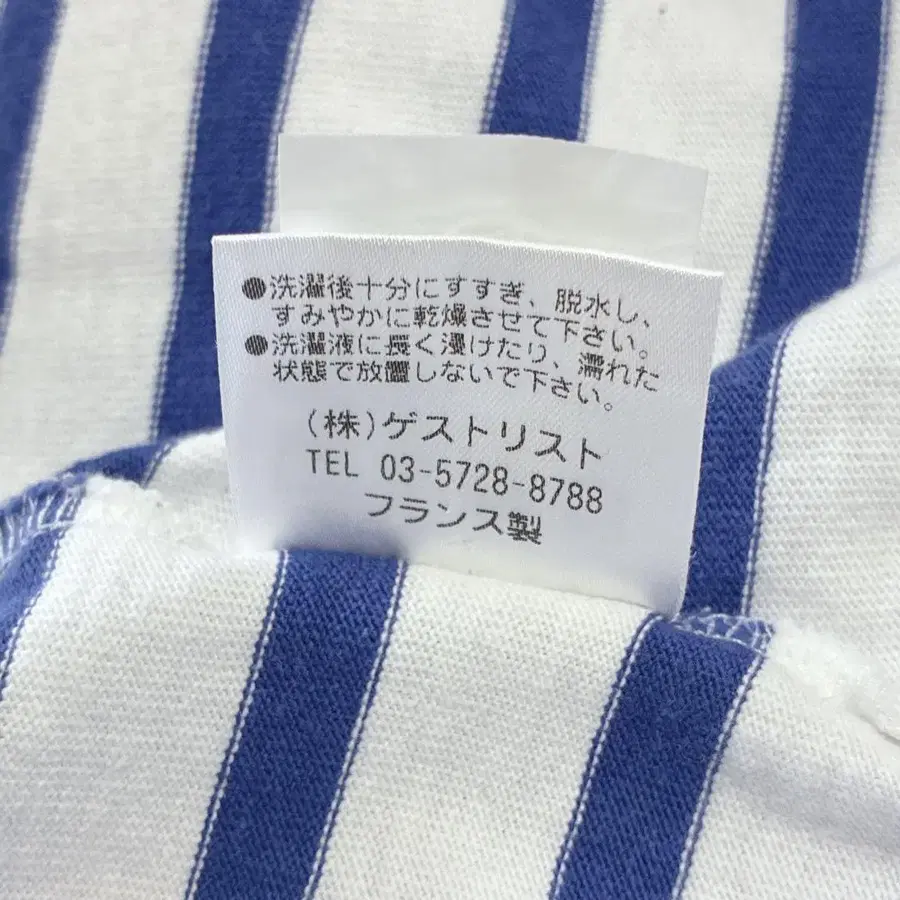 ●洗濯後十分にすすぎ、脱水し、
すみやかに乾燥させて下さい。
●洗濯液に長く浸けたり、濡れた
状態で放置しないで下さい。
(株)ゲストリスト
TEL 03-5728-8788
フランス製